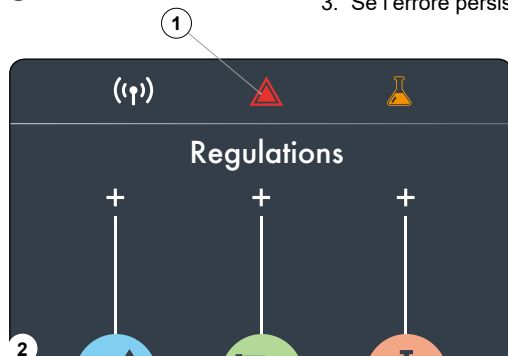 3. Se l'errore persis
1
Regulations
+ + +
2